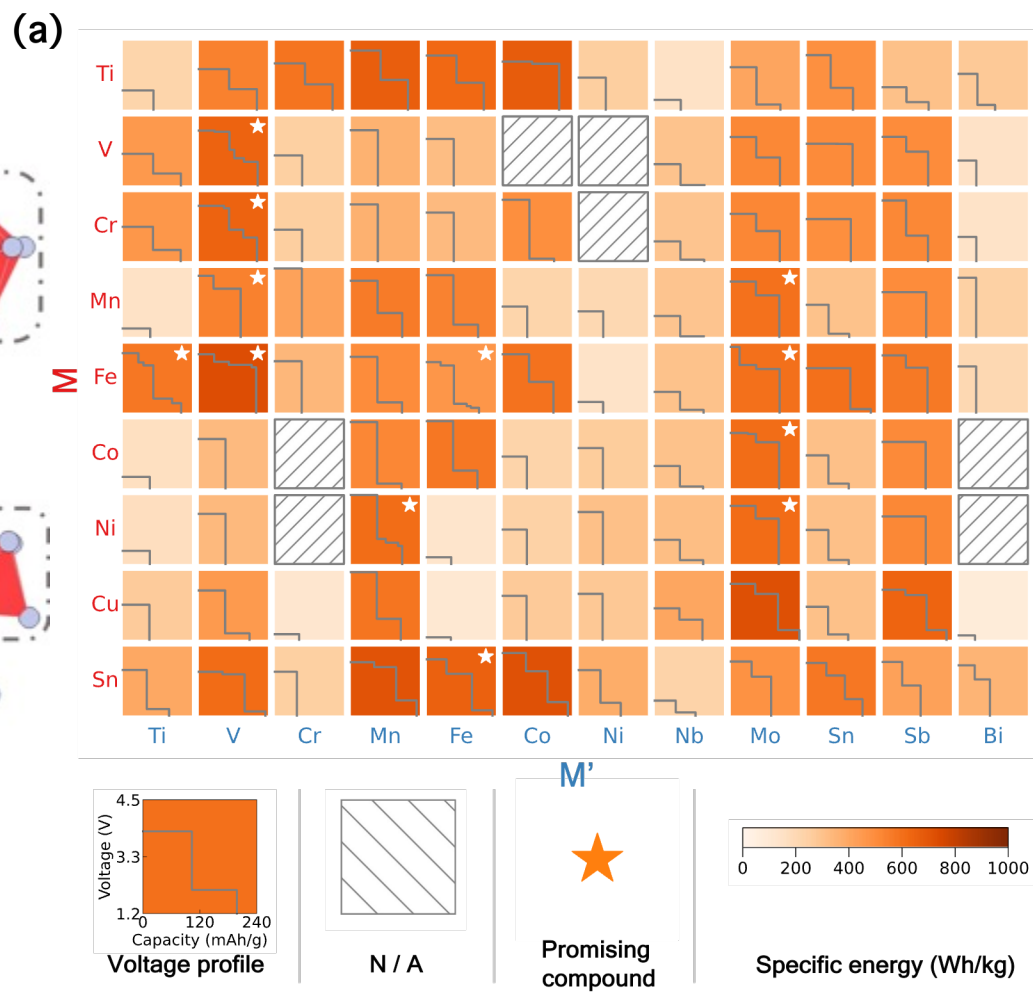 (a)
Ti
V
Cr
Mn
Fe
Co
Ni
Cu
Sn
M
Ti V Cr Mn Fe Co Ni Nb Mo Sn Sb Bi
M’
4.5
3.3
1.2
Voltage (V)
0 120 240
Capacity (mAh/g)
Voltage profile
N / A
Promising
compound
0 200 400 600 800 1000
Specific energy (Wh/kg)